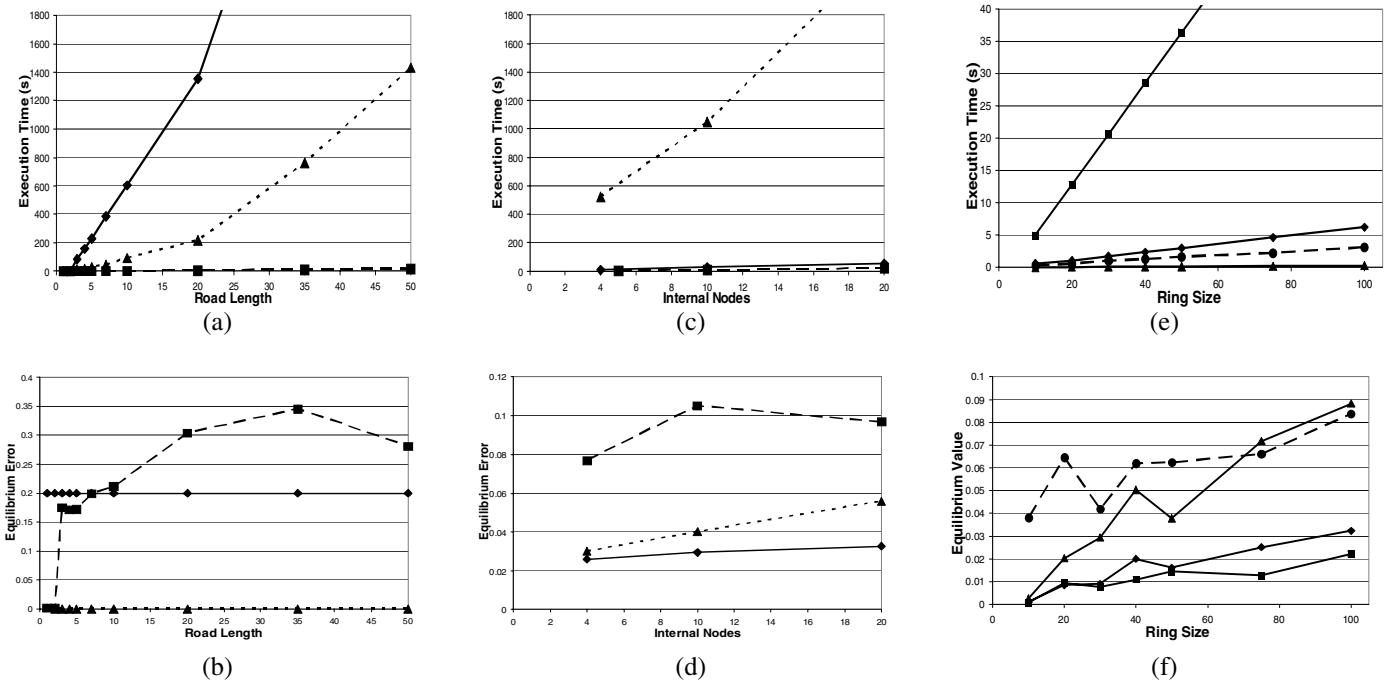 1800
1600
1400
1200
1000
800
600
400
200
0
0 5 10 15 20 25 30 35 40 45 50
Execution Time (s)
Road Length
(a)
1800
1600
1400
1200
1000
800
600
400
200
0
0 2 4 6 8 10 12 14 16 18 20
Execution Time (s)
Internal Nodes
(c)
40
35
30
25
20
15
10
5
0
0 20 40 60 80 100
Execution Time (s)
Ring Size
(e)
0.4
0.35
0.3
0.25
0.2
0.15
0.1
0.05
0
0 5 10 15 20 25 30 35 40 45 50
Equilibrium Error
Road Length
(b)
0.12
0.1
0.08
0.06
0.04
0.02
0
0 2 4 6 8 10 12 14 16 18 20
Equilibrium Error
Internal Nodes
(d)
0.1
0.09
0.08
0.07
0.06
0.05
0.04
0.03
0.02
0.01
0
0 20 40 60 80 100
Equilibrium Value
Ring Size
(f)